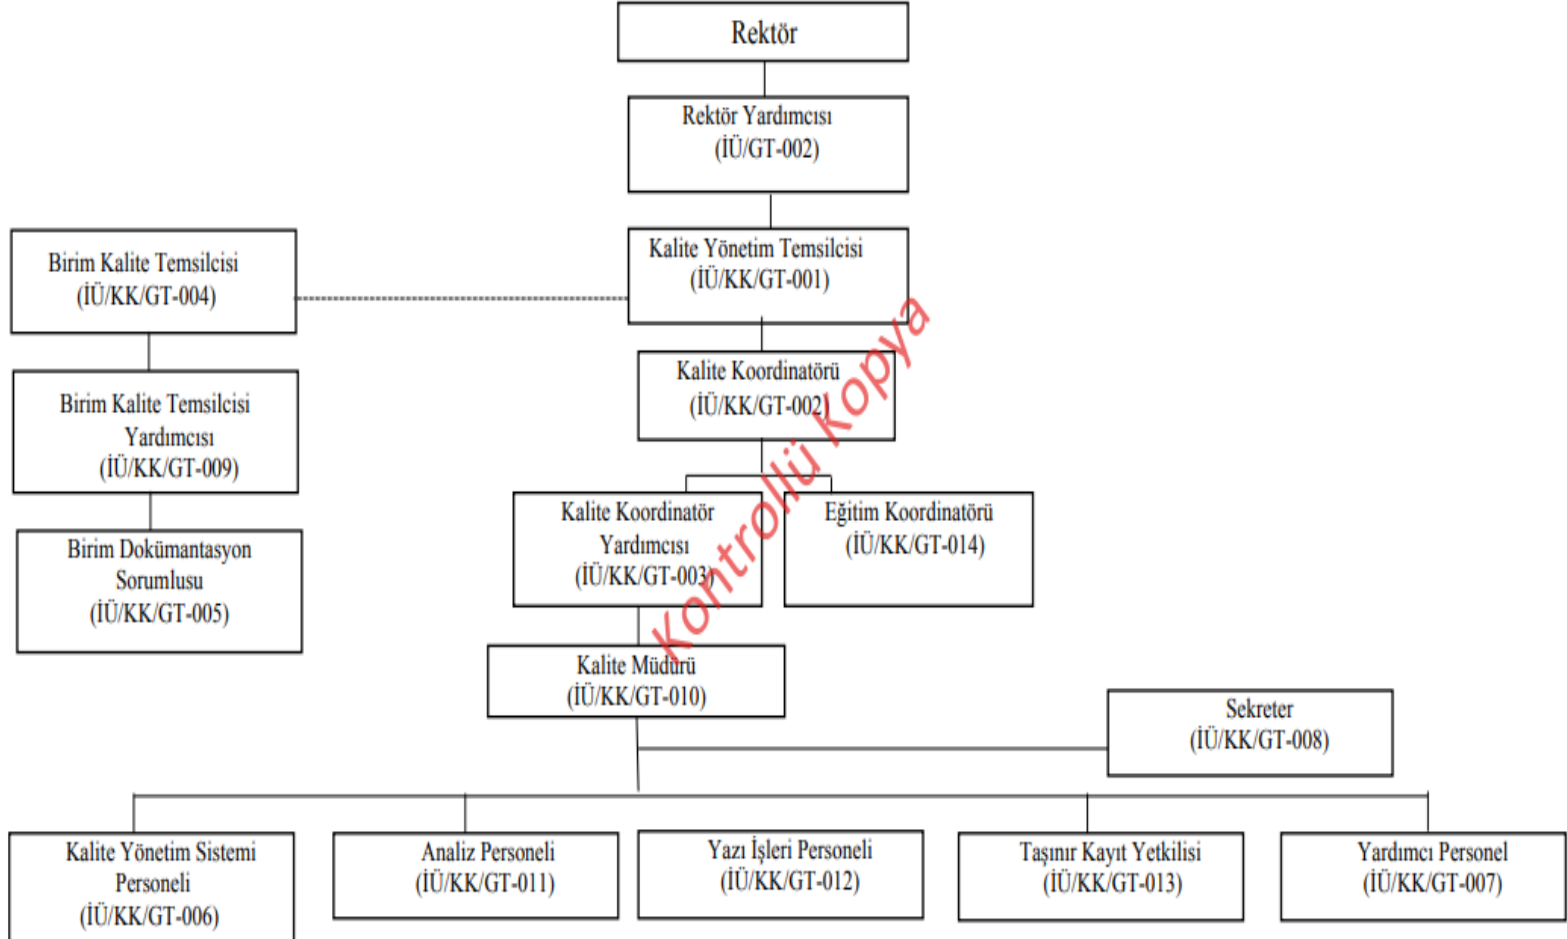 Rektör
Rektör Yardımcısı
(İÜ/GT-002)
Kalite Yönetim Temsilcisi
(İÜ/KK/GT-001)
Birim Kalite Temsilcisi
(İÜ/KK/GT-004)
Kalite Koordinatörü
(İÜ/KK/GT-002)
Birim Kalite Temsilcisi
Yardımcısı
(İÜ/KK/GT-009)
Kalite Koordinatör
Yardımcısı
(İÜ/KK/GT-003)
Eğitim Koordinatörü
(İÜ/KK/GT-014)
Birim Dokümantasyon
Sorumlusu
(İÜ/KK/GT-005)
Kontrollü Kopya
Kalite Müdürü
(İÜ/KK/GT-010)
Sekreter
(İÜ/KK/GT-008)
Kalite Yönetim Sistemi
Personeli
(İÜ/KK/GT-006)
Analiz Personeli
(İÜ/KK/GT-011)
Yazı İşleri Personeli
(İÜ/KK/GT-012)
Taşınır Kayıt Yetkilisi
(İÜ/KK/GT-013)
Yardımcı Personel
(İÜ/KK/GT-007)